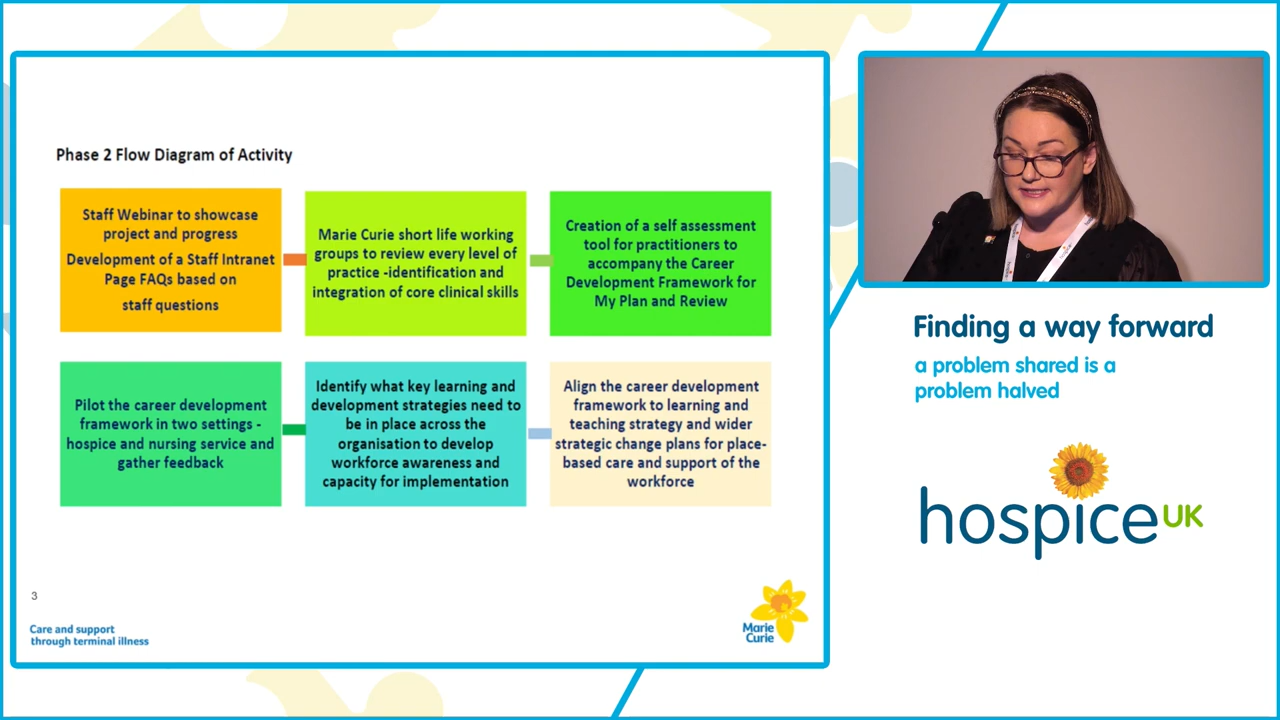 Phase 2 Flow Diagram of Activity
Staff Webinar to showcase
project and progress
Development of a Staff Intranet
Page FAQs based on
staff questions
Marie Curie short life working
groups to review every level of
practice -identification and
integration of core clinical skills
Creation of a self assessment
tool for practitioners to
accompany the Career
Development Framework for
My Plan and Review
Pilot the career development
framework in two settings -
hospice and nursing service and
gather feedback
Identify what key learning and
development strategies need to
be in place across the
organisation to develop
workforce awareness and
capacity for implementation
Align the career development
framework to learning and
teaching strategy and wider
strategic change plans for place-
based care and support of the
workforce
3
Care and support
through terminal illness
Marie
Curie
Finding a way forward
a problem shared is a
problem halved
hospice UK